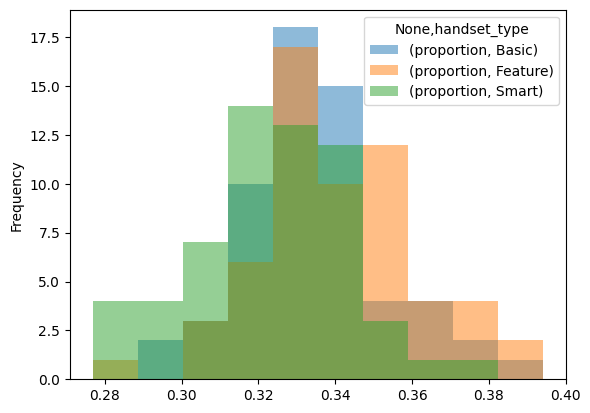 None,handset_type
(proportion, Basic)
(proportion, Feature)
(proportion, Smart)
Frequency
17.5
15.0
12.5
10.0
7.5
5.0
2.5
0.0
0.28 0.30 0.32 0.34 0.36 0.38 0.40